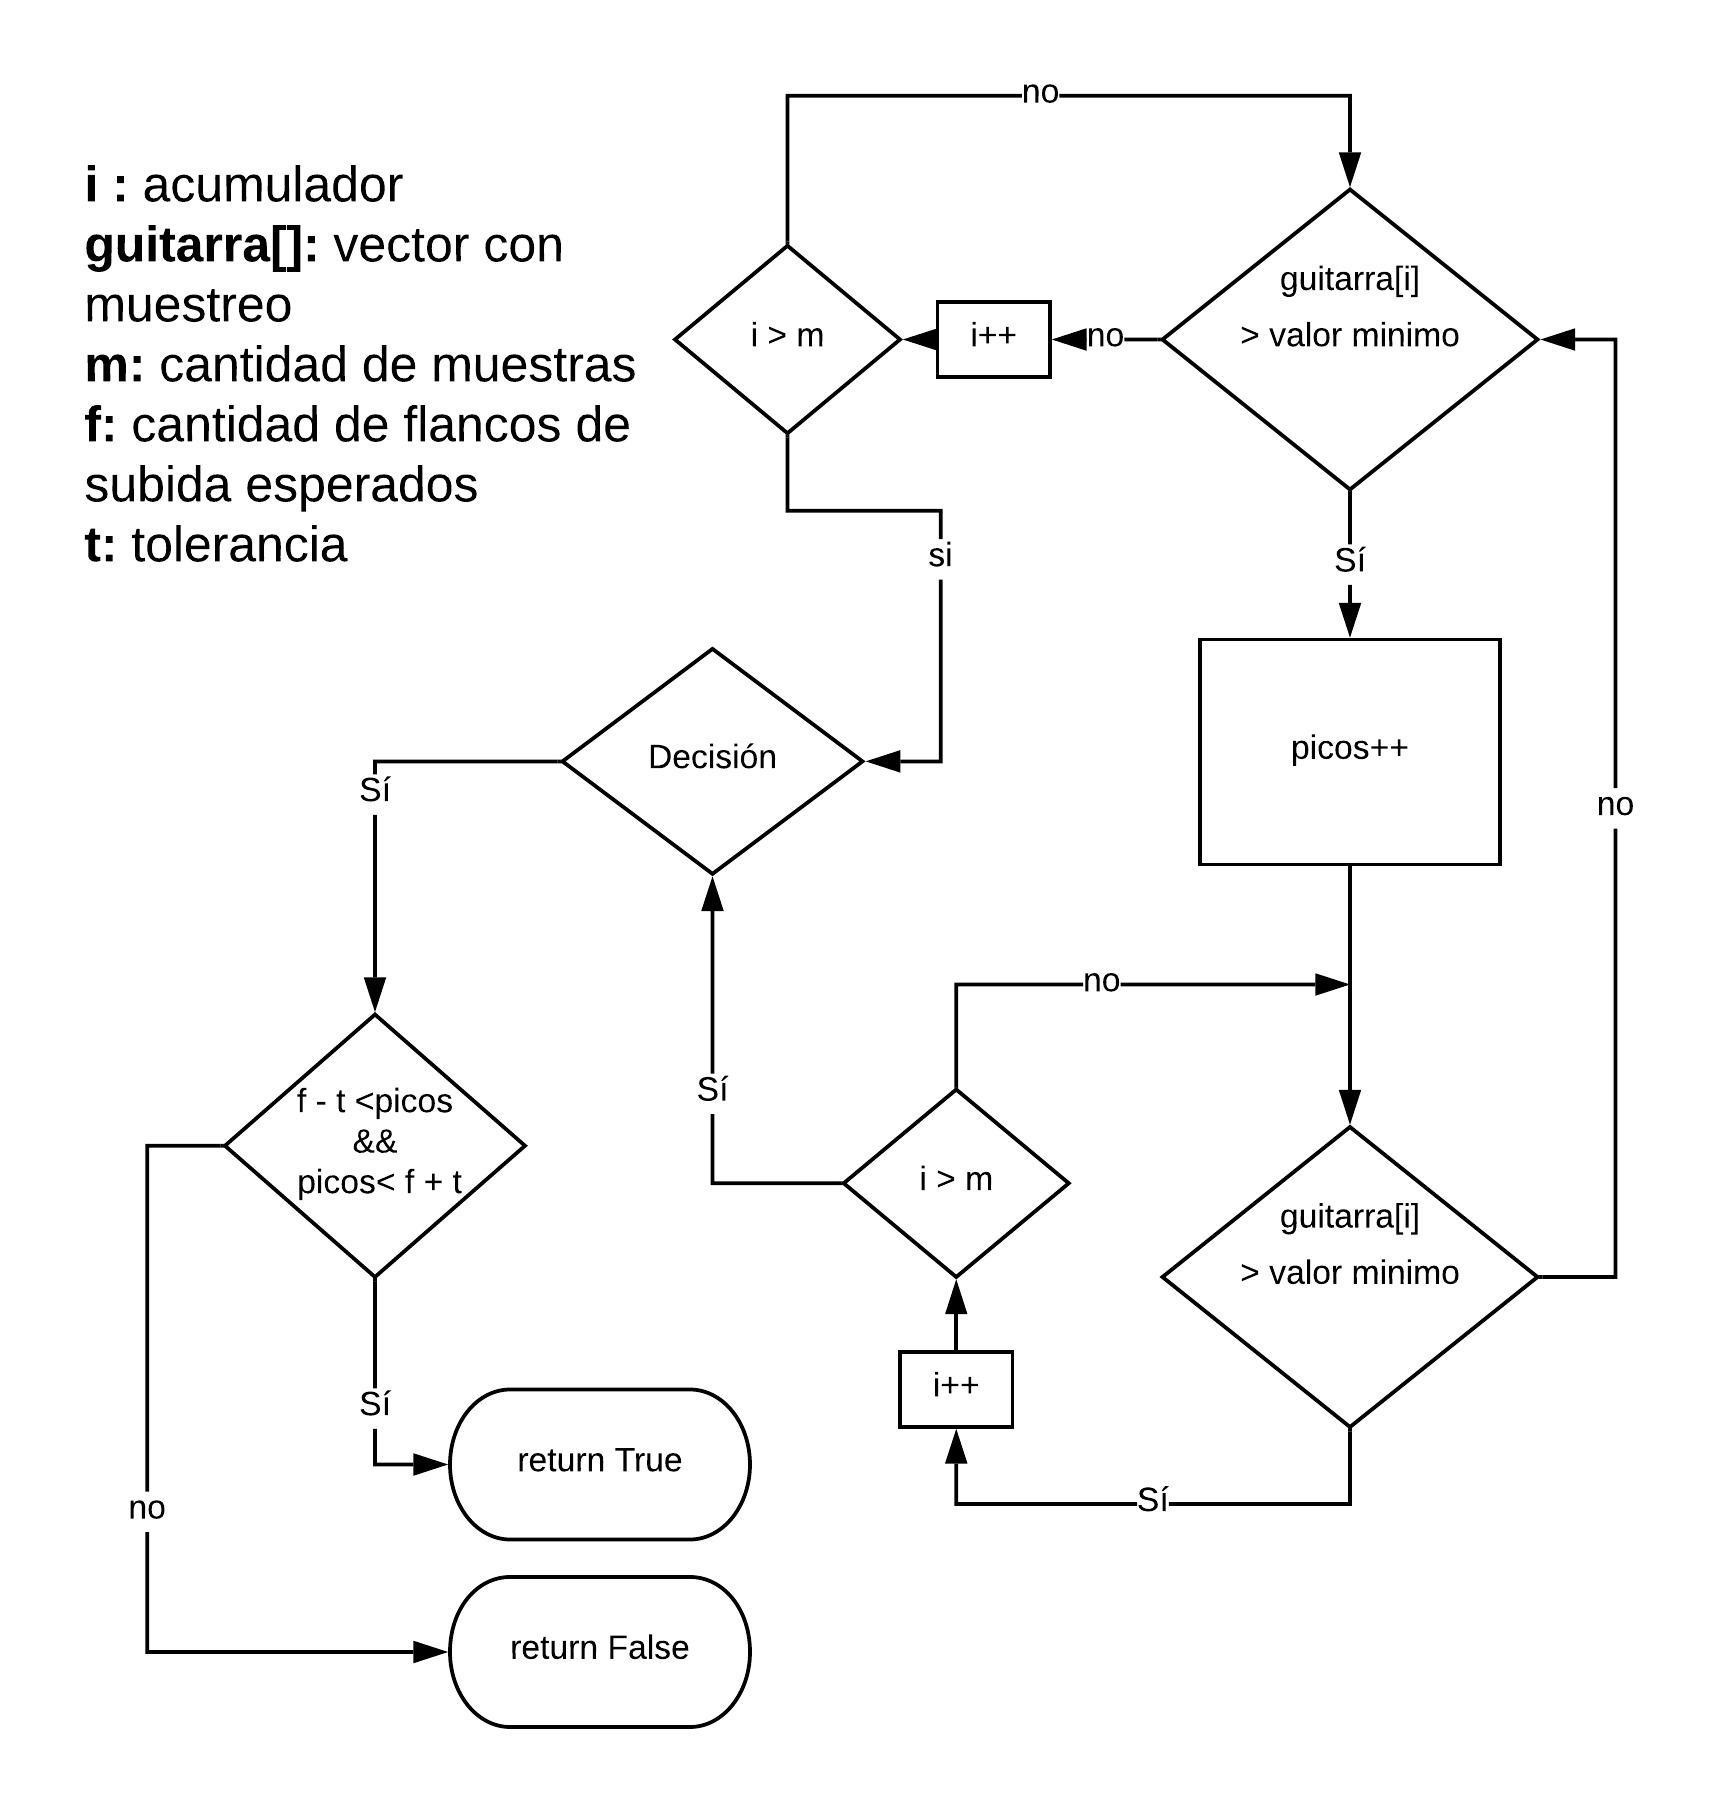 no
i : acumulador
guitarra[]: vector con
muestreo
m: cantidad de muestras
f: cantidad de flancos de
subida esperados
t: tolerancia
guitarra[i]
> valor minimo
no
i++
i > m
si
Sí
picos++
Decisión
Sí
no
no
Sí
i > m
f - t <picos
&&
picos< f + t
guitarra[i]
> valor minimo
i++
Sí
return True
Sí
no
return False